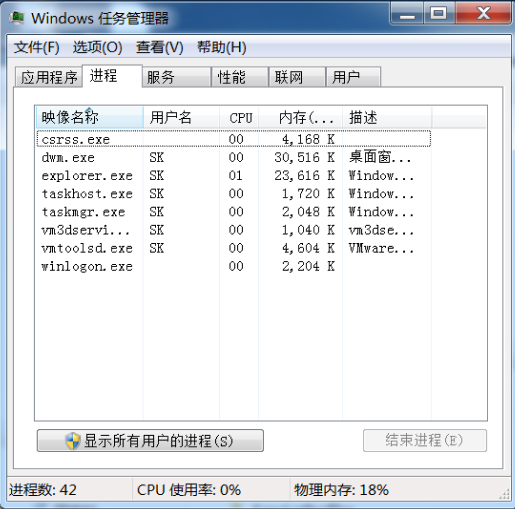 Windows 任务管理器
文件(F) 选项(O) 查看(V) 帮助(H)
应用程序 进程 服务 性能 联网 用户
映像名称 用户名 CPU 内存(... 描述
csrss.exe 00 4,168 K
dwm.exe SK 00 30,516 K 桌面窗...
explorer.exe SK 01 23,616 K Window...
taskhost.exe SK 00 1,720 K Window...
taskmgr.exe SK 00 2,048 K Window...
vm3dservi... SK 00 1,040 K vm3dse...
vmtoolsd.exe SK 00 4,604 K VMware...
winlogon.exe 00 2,204 K
显示所有用户的进程(S) 结束进程(E)
进程数: 42 CPU 使用率: 0% 物理内存: 18%